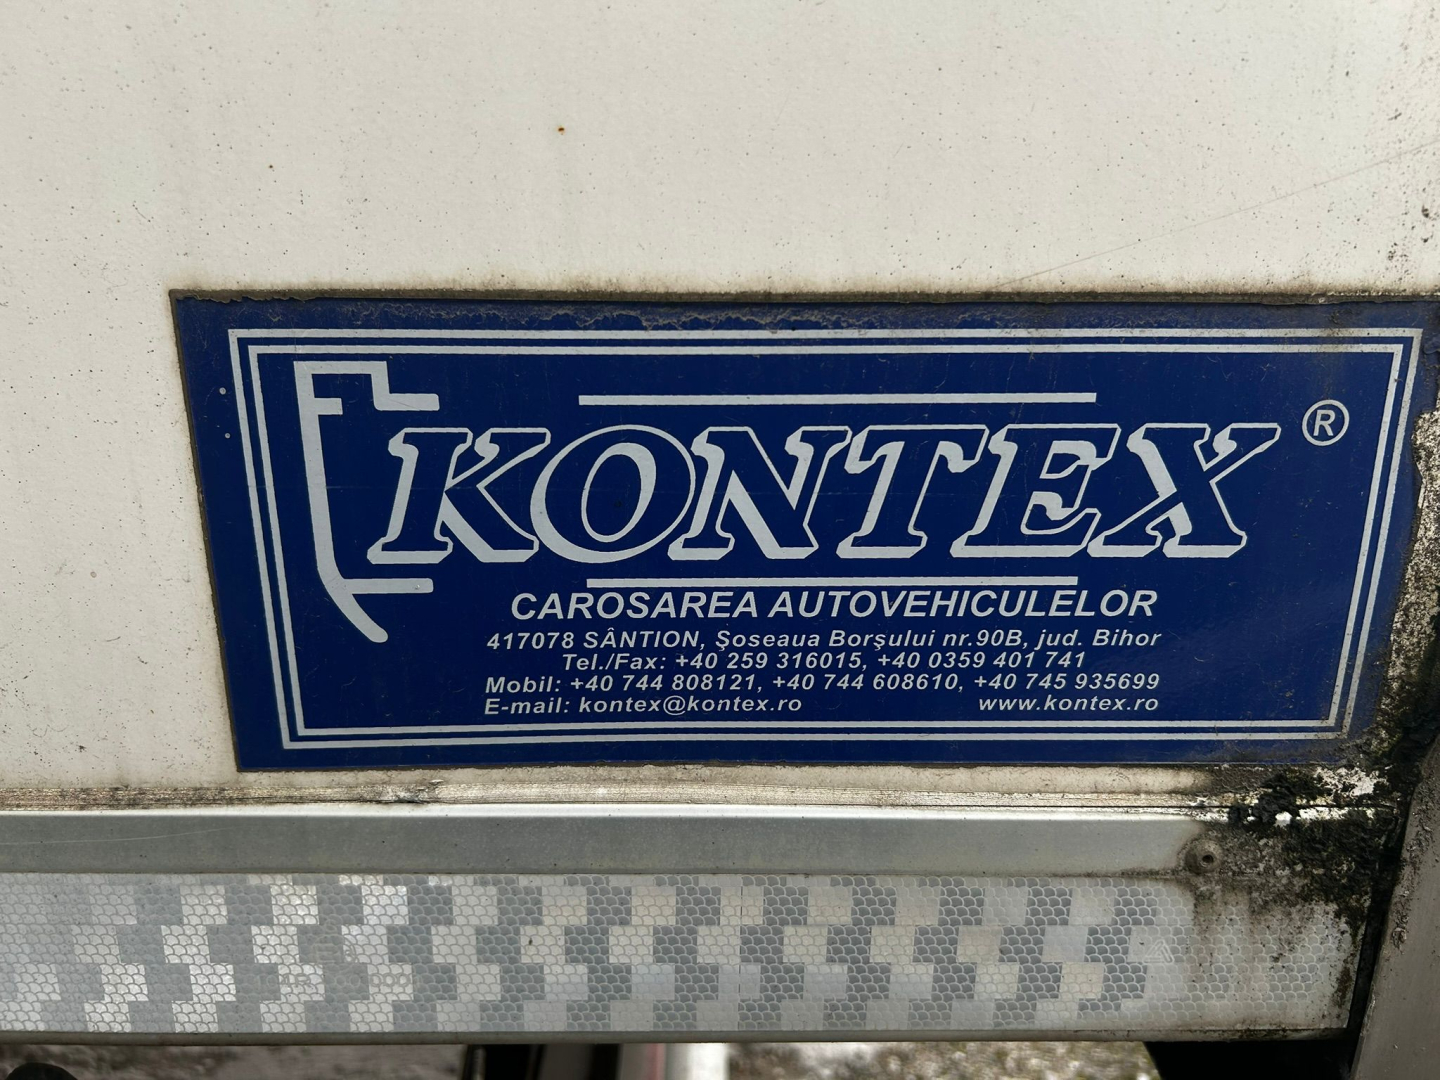 KONTEX ®
CAROSAREA AUTOVEHICULELOR
417078 SÂNTION, Şoseaua Borşului nr.90B, jud. Bihor
Tel./Fax: +40 259 316015, +40 0359 401 741
Mobil: +40 744 808121, +40 744 608610, +40 745 935699
E-mail: kontex@kontex.ro www.kontex.ro